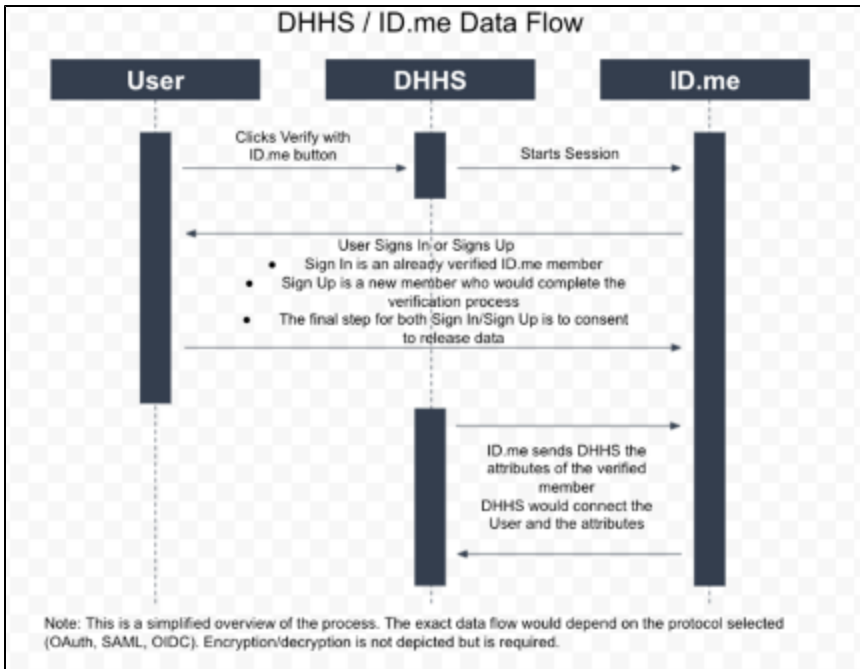 DHHS / ID.me Data Flow
User
DHHS
ID.me
Clicks Verify with
ID.me button
Starts Session
User Signs In or Signs Up
● Sign In is an already verified ID.me member
● Sign Up is a new member who would complete the
verification process
● The final step for both Sign In/Sign Up is to consent
to release data
ID.me sends DHHS the
attributes of the verified
member
DHHS would connect the
User and the attributes
Note: This is a simplified overview of the process. The exact data flow would depend on the protocol selected
(OAuth, SAML, OIDC). Encryption/decryption is not depicted but is required.